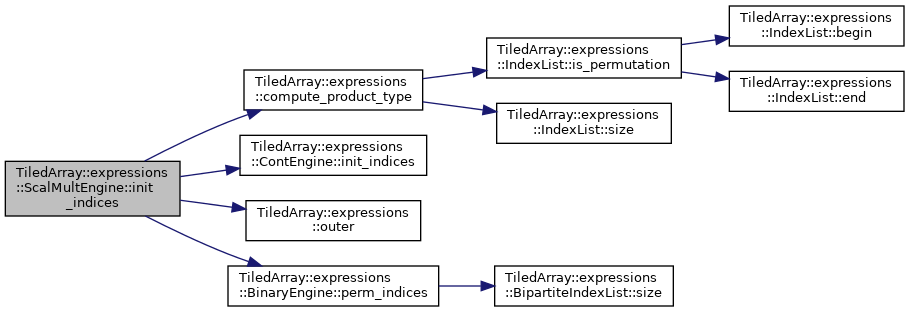 TiledArray::expressions
::ScalMultEngine::init
_indices
TiledArray::expressions
::compute_product_type
TiledArray::expressions
::IndexList::is_permutation
TiledArray::expressions
::IndexList::begin
TiledArray::expressions
::IndexList::end
TiledArray::expressions
::IndexList::size
TiledArray::expressions
::ContEngine::init_indices
TiledArray::expressions
::outer
TiledArray::expressions
::BinaryEngine::perm_indices
TiledArray::expressions
::BipartiteIndexList::size